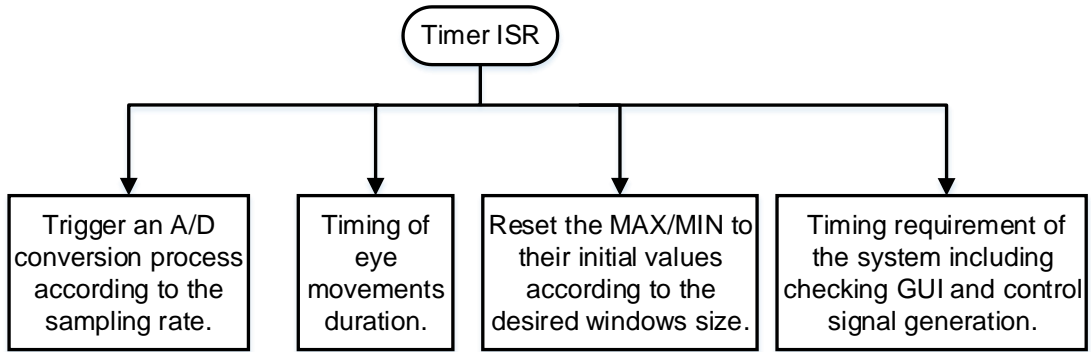 Timer ISR
Trigger an A/D
conversion process
according to the
sampling rate.
Timing of
eye
movements
duration.
Reset the MAX/MIN to
their initial values
according to the
desired windows size.
Timing requirement of
the system including
checking GUI and control
signal generation.